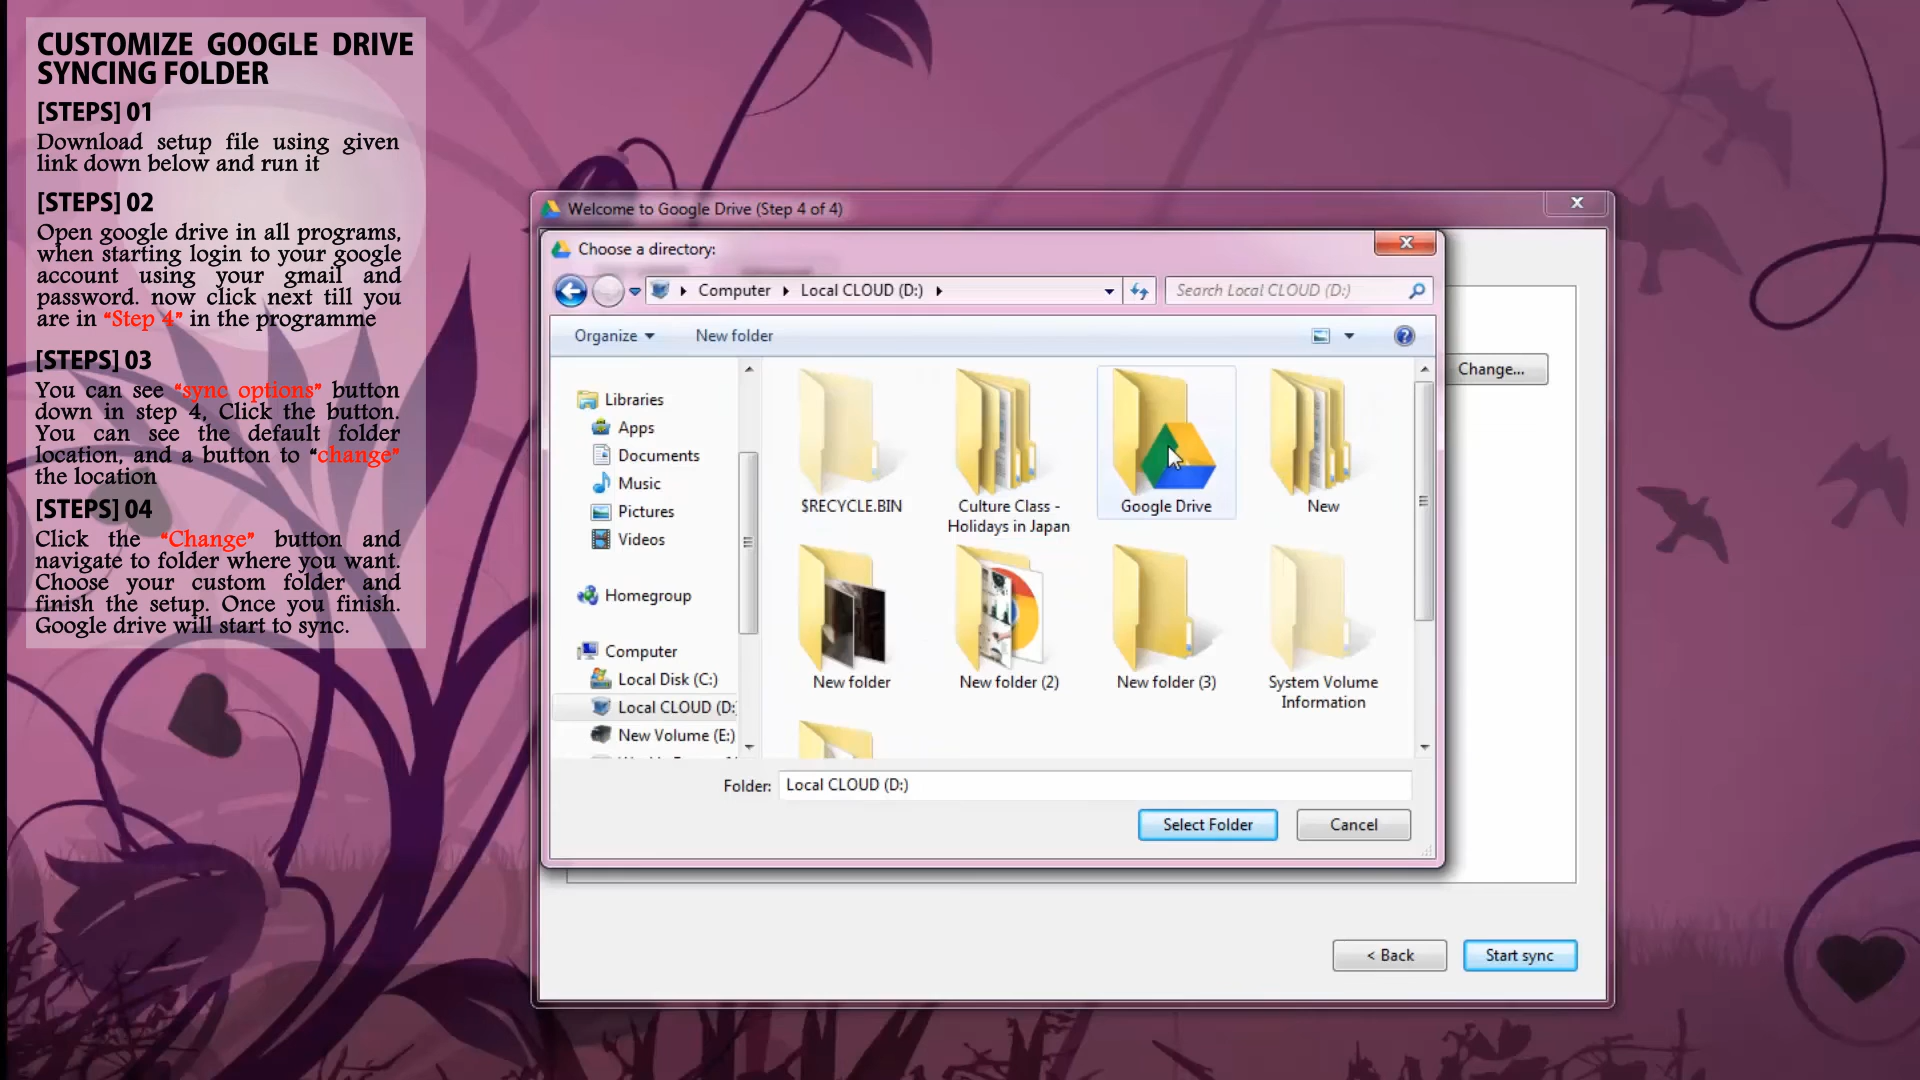 CUSTOMIZE GOOGLE DRIVE
SYNCING FOLDER
[STEPS] 01
Download setup file using given
link down below and run it
[STEPS] 02
Open google drive in all programs,
when starting login to your google
account using your gmail and
password. now click next till you
are in “Step 4” in the programme
[STEPS] 03
You can see “sync options” button
down in step 4, Click the button.
You can see the default folder
location, and a button to “change”
the location
[STEPS] 04
Click the “Change” button and
navigate to folder where you want.
Choose your custom folder and
finish the setup. Once you finish.
Google drive will start to sync.
Welcome to Google Drive (Step 4 of 4)
Choose a directory:
Computer Local CLOUD (D:)
Search Local CLOUD (D:)
Organize
New folder
Change...
Libraries
Apps
Documents
Music
Pictures
Videos
Homegroup
Computer
Local Disk (C:)
Local CLOUD (D:
New Volume (E:)
$RECYCLE.BIN
Culture Class -
Holidays in Japan
Google Drive
New
New folder
New folder (2)
New folder (3)
System Volume
Information
Folder: Local CLOUD (D:)
Select Folder
Cancel
< Back
Start sync